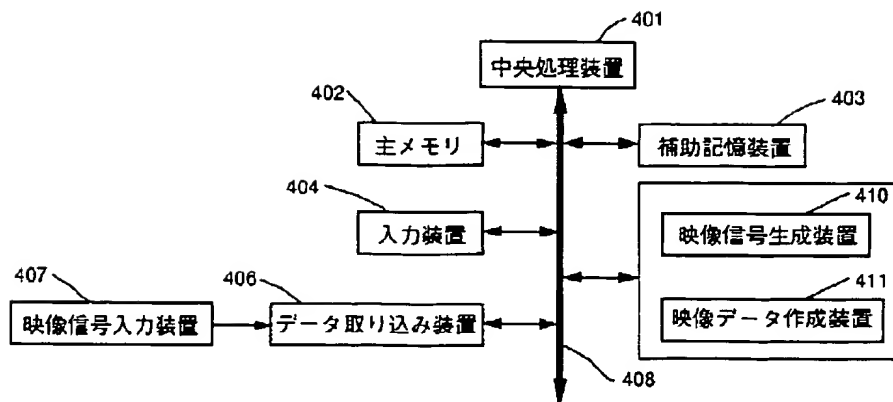 401
中央処理装置
402
403
主メモリ
補助記憶装置
404
410
入力装置
映像信号生成装置
407
406
411
映像信号入力装置
データ取り込み装置
映像データ作成装置
408